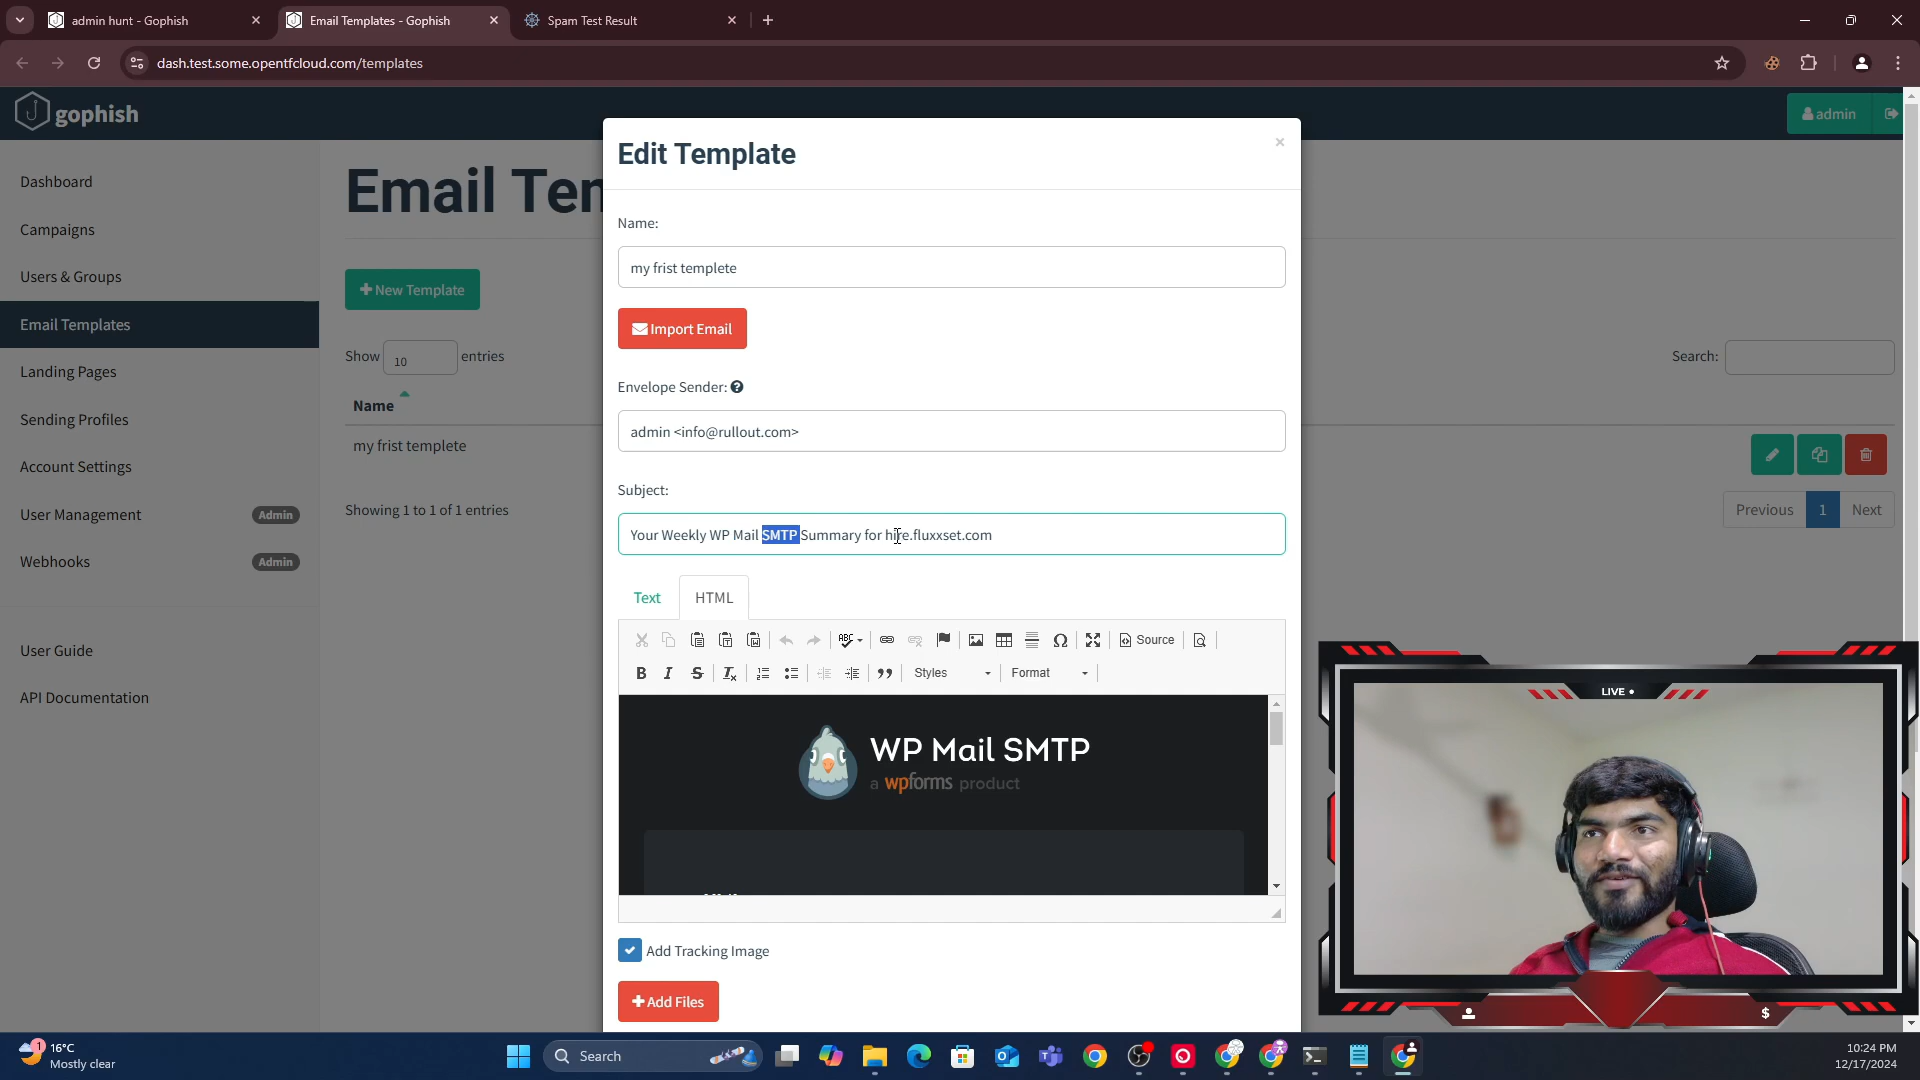 admin hunt - Gophish
Email Templates - Gophish
Spam Test Result
dash.test.some.opentfcloud.com/templates
gophish
admin
Dashboard
Campaigns
Users & Groups
Email Templates
Landing Pages
Sending Profiles
Account Settings
User Management Admin
Webhooks Admin
User Guide
API Documentation
Email Tem
New Template
Show 10 entries
Search:
Name
my frist templete
Showing 1 to 1 of 1 entries
Previous 1 Next
Edit Template
×
Name:
my frist templete
Import Email
Envelope Sender:
admin <info@rullout.com>
Subject:
Your Weekly WP Mail SMTP Summary for hire.fluxxset.com
Text
HTML
ABC
Source
B I S Tx
Styles
Format
WP Mail SMTP
a wpforms product
Add Tracking Image
Add Files
LIVE
$
1
16°C
Mostly clear
Search
10:24 PM
12/17/2024